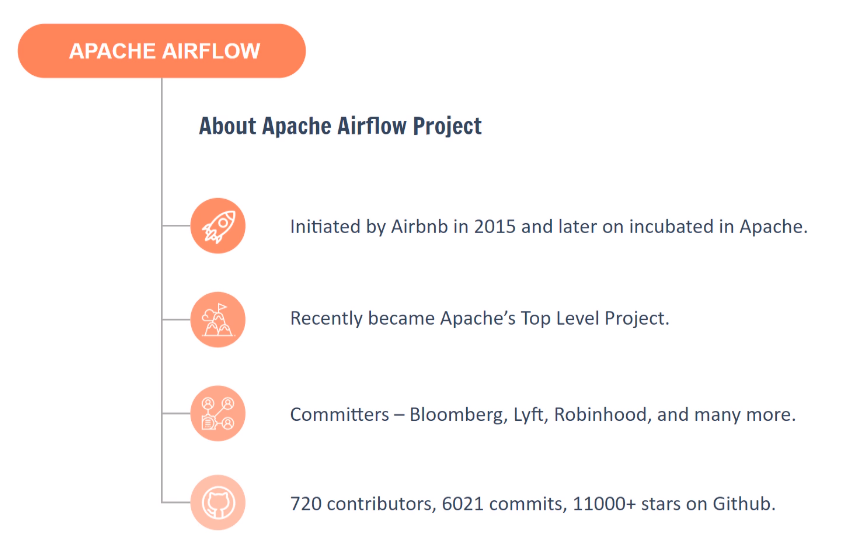 APACHE AIRFLOW
About Apache Airflow Project
Initiated by Airbnb in 2015 and later on incubated in Apache.
Recently became Apache’s Top Level Project.
Committers – Bloomberg, Lyft, Robinhood, and many more.
720 contributors, 6021 commits, 11000+ stars on Github.